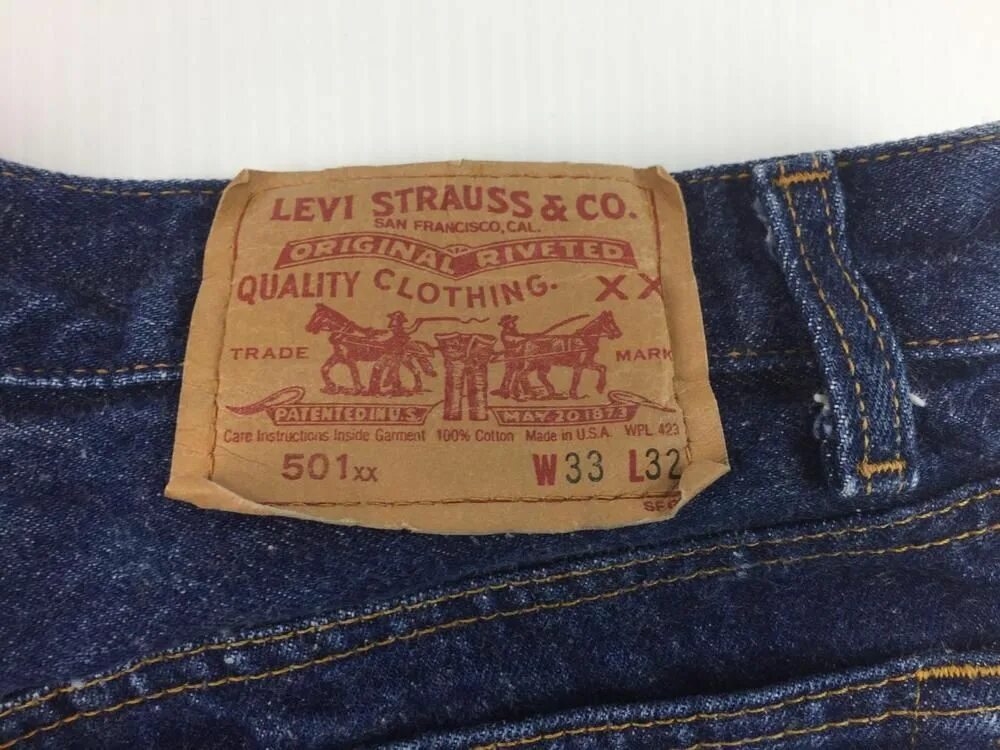 LEVI STRAUSS & CO.
SAN FRANCISCO, CAL.
ORIGINAL RIVETED
QUALITY CLOTHING. XX
TRADE MARK
PATENTED IN U.S. MAY 20 1873
Care Instructions Inside Garment 100% Cotton Made in U.S.A. WPL 423
501xx W33 L32